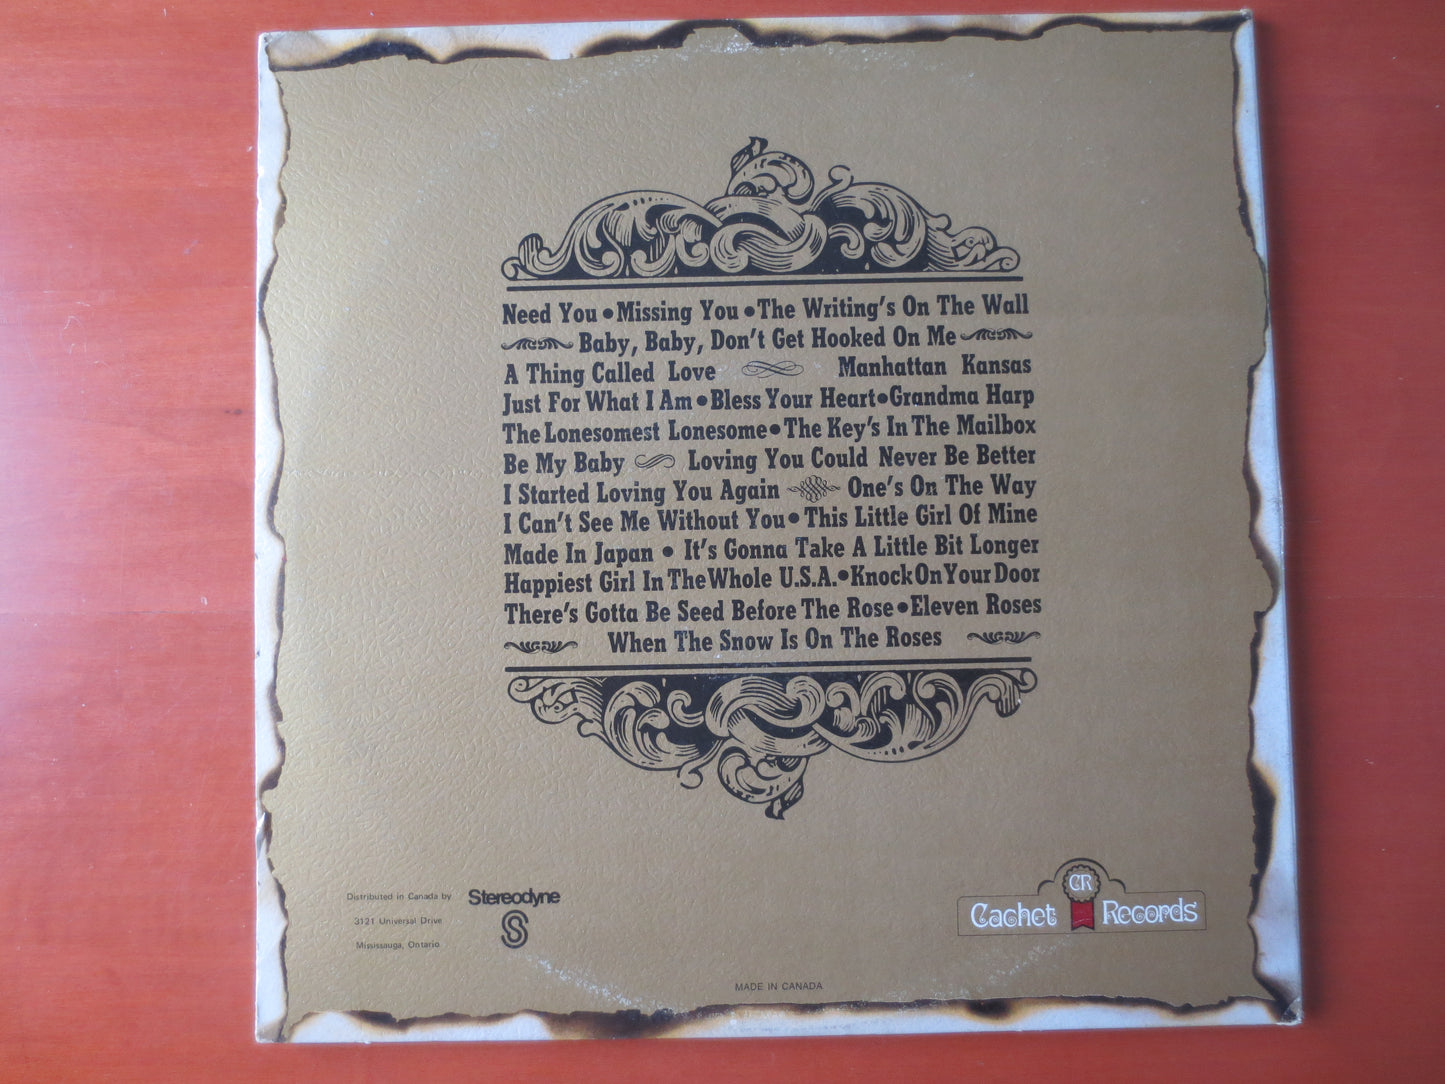 Need You • Missing You • The Writing's On The Wall
Baby, Baby, Don't Get Hooked On Me
A Thing Called Love Manhattan Kansas
Just For What I Am • Bless Your Heart • Grandma Harp
The Lonesomest Lonesome • The Key's In The Mailbox
Be My Baby Loving You Could Never Be Better
I Started Loving You Again One's On The Way
I Can't See Me Without You • This Little Girl Of Mine
Made In Japan • It's Gonna Take A Little Bit Longer
Happiest Girl In The Whole U.S.A. • Knock On Your Door
There's Gotta Be Seed Before The Rose • Eleven Roses
When The Snow Is On The Roses
Distributed in Canada by Stereodyne
3121 Universal Drive
Mississauga, Ontario
S
CR
Cachet Records
MADE IN CANADA